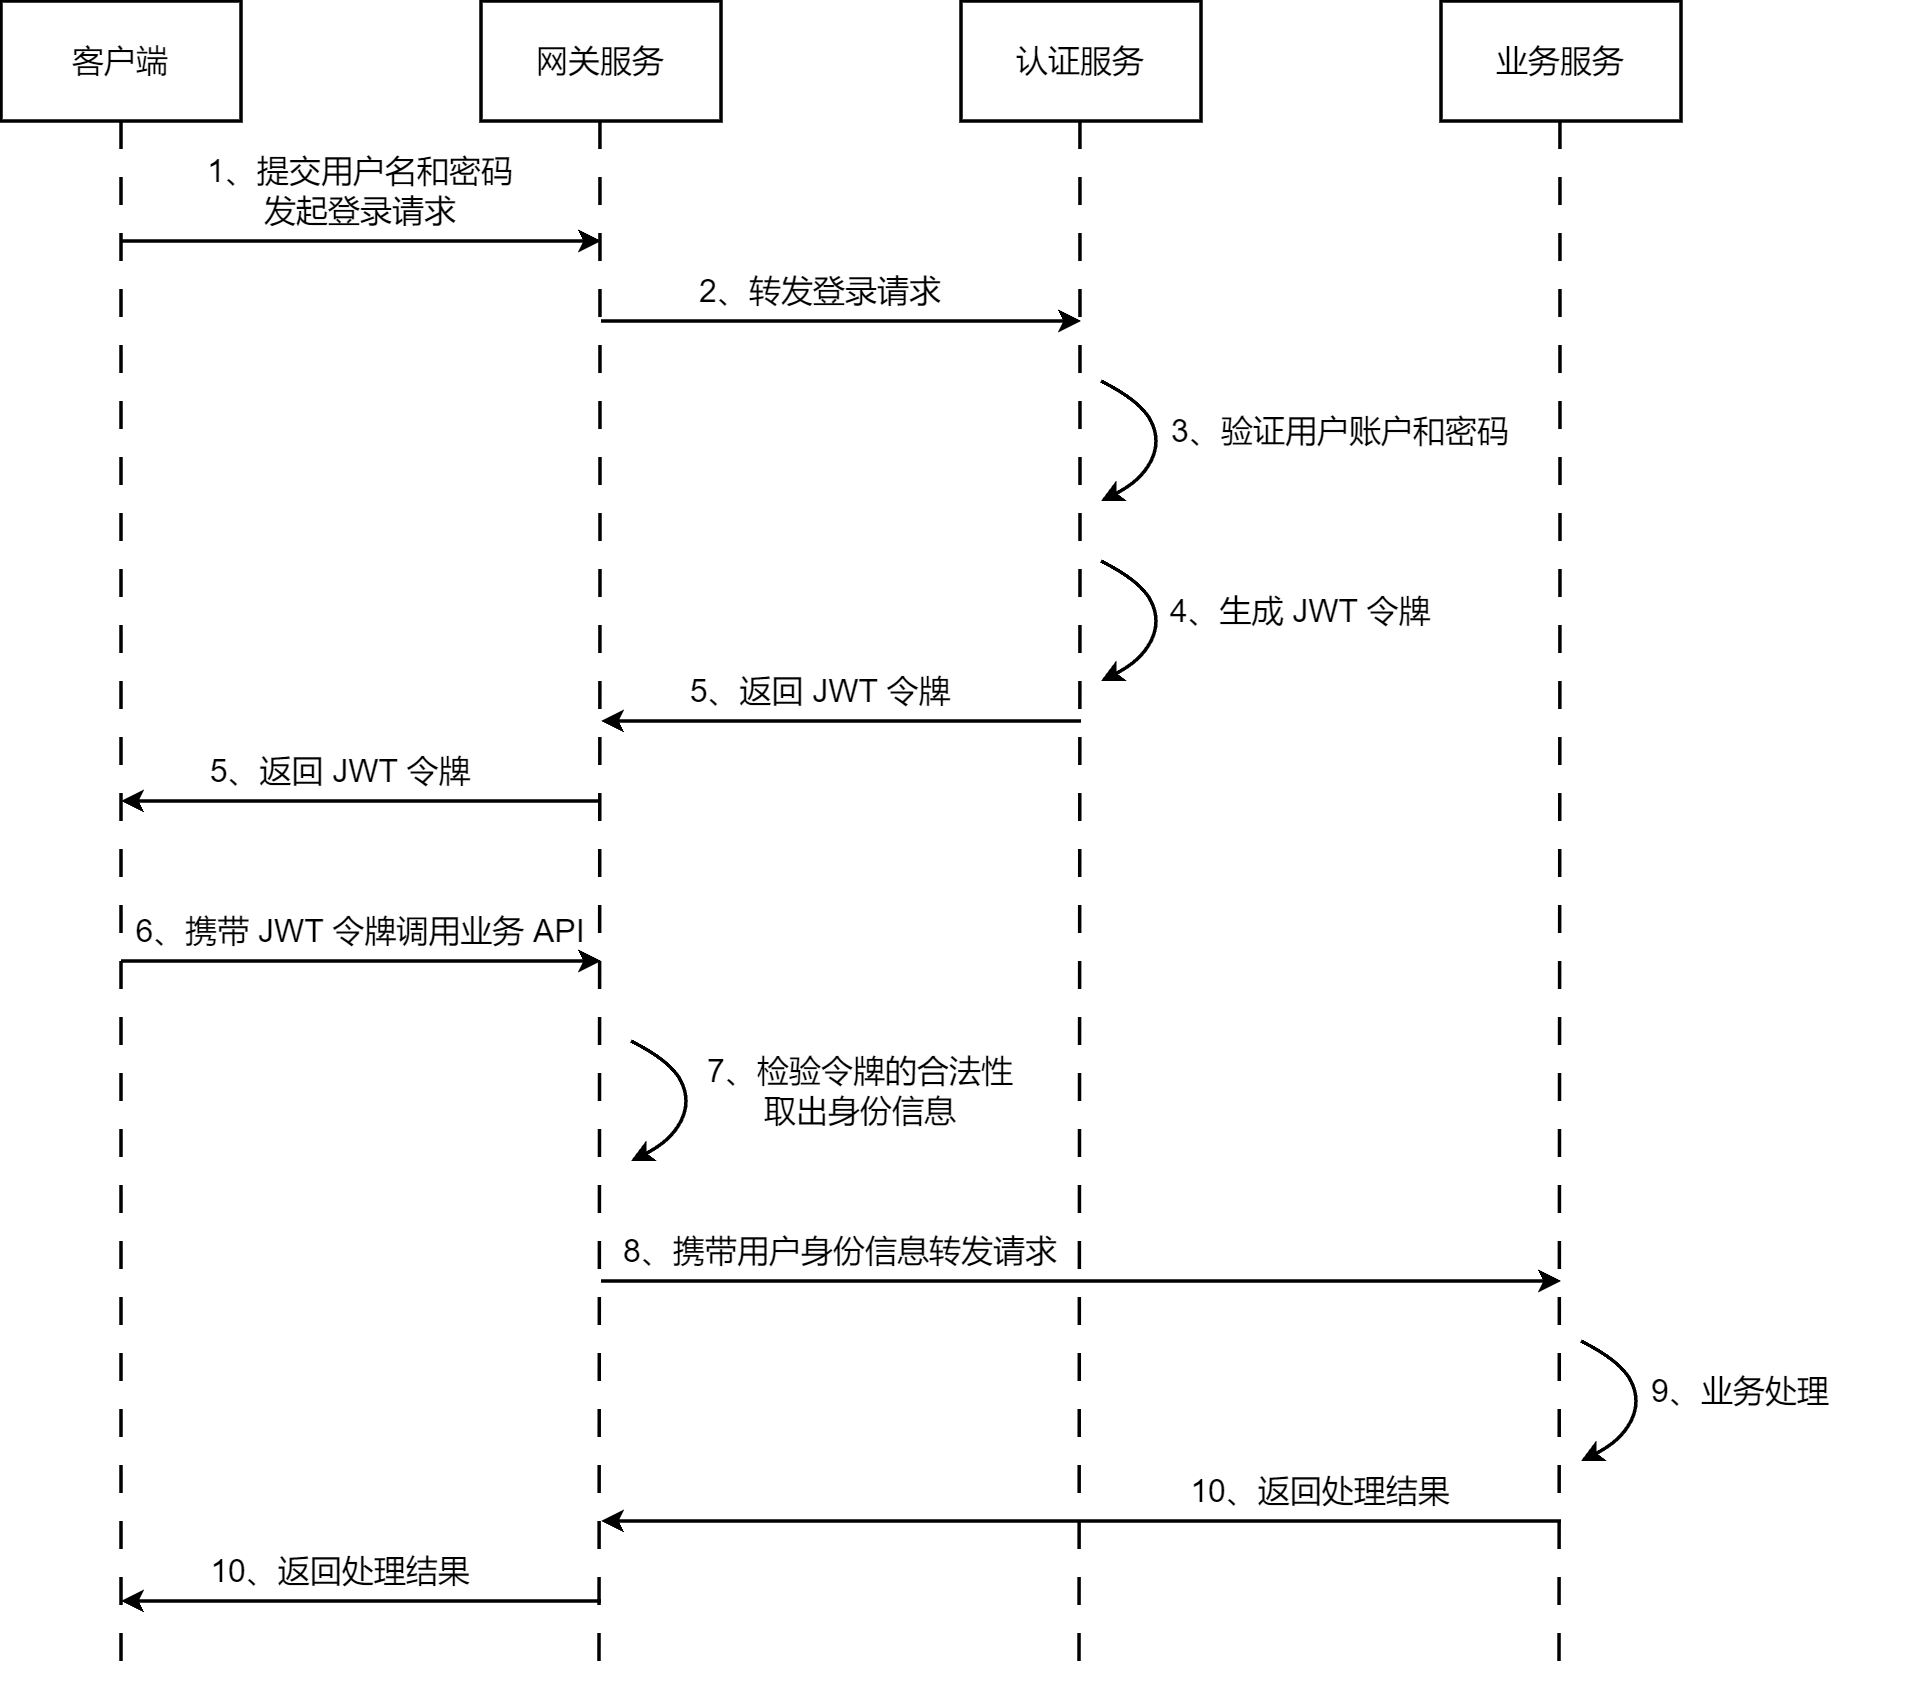 客户端
网关服务
认证服务
业务服务
1、提交用户名和密码
发起登录请求
2、转发登录请求
3、验证用户账户和密码
4、生成 JWT 令牌
5、返回 JWT 令牌
5、返回 JWT 令牌
6、携带 JWT 令牌调用业务 API
7、检验令牌的合法性
取出身份信息
8、携带用户身份信息转发请求
9、业务处理
10、返回处理结果
10、返回处理结果